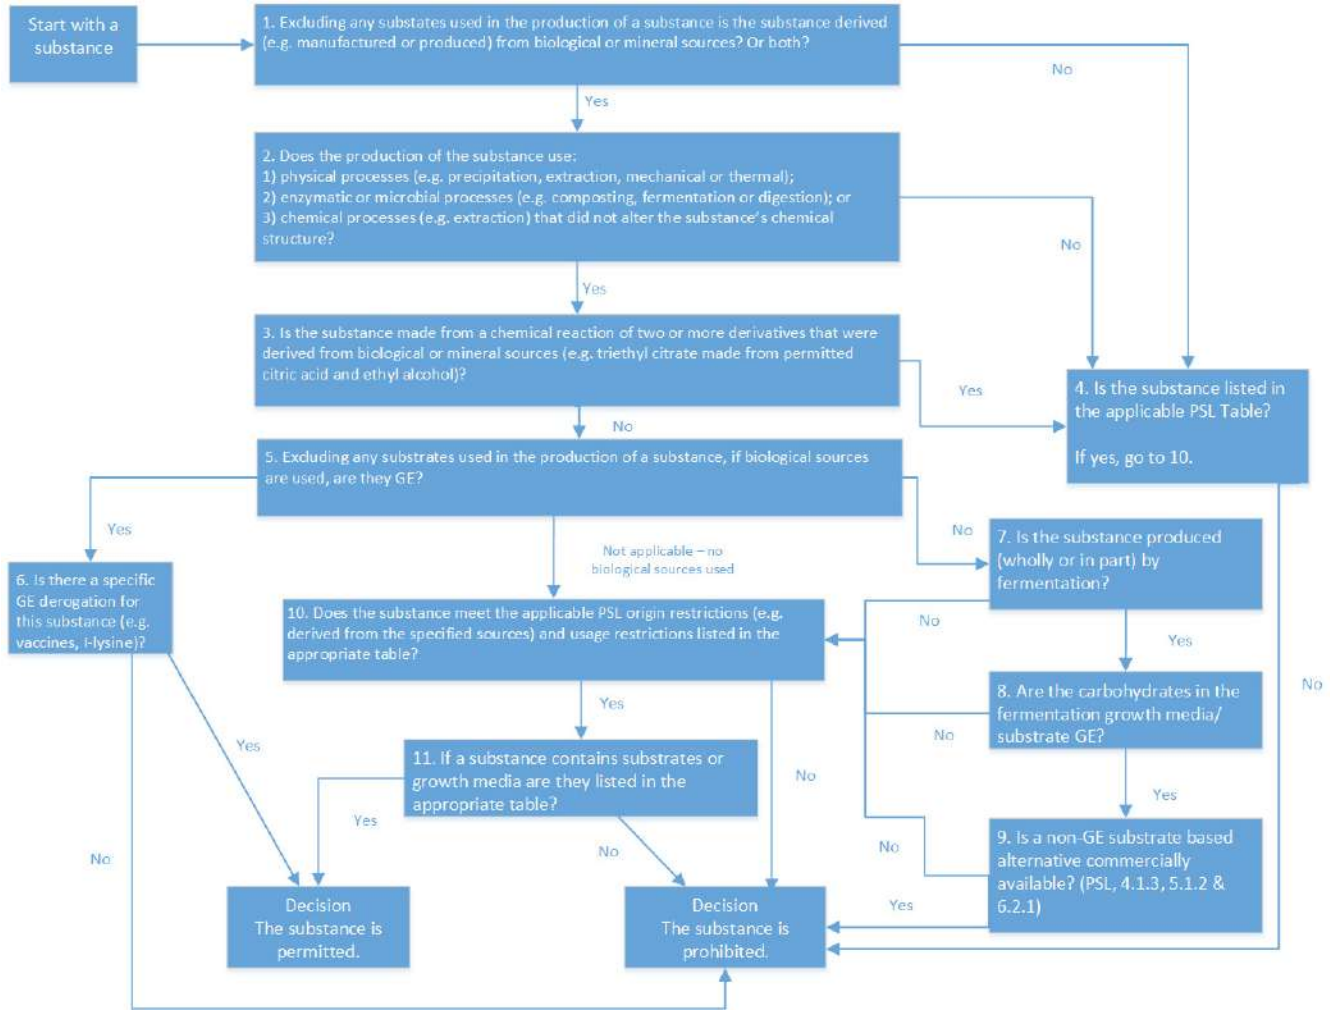 Start with a
substance
1. Excluding any substates used in the production of a substance is the substance derived
(e.g. manufactured or produced) from biological or mineral sources? Or both?
No
Yes
2. Does the production of the substance use:
1) physical processes (e.g. precipitation, extraction, mechanical or thermal);
2) enzymatic or microbial processes (e.g. composting, fermentation or digestion); or
3) chemical processes (e.g. extraction) that did not alter the substance's chemical
structure?
No
Yes
3. Is the substance made from a chemical reaction of two or more derivatives that were
derived from biological or mineral sources (e.g. triethyl citrate made from permitted
citric acid and ethyl alcohol)?
Yes
4. Is the substance listed in
the applicable PSL Table?
If yes, go to 10.
No
5. Excluding any substrates used in the production of a substance, if biological sources
are used, are they GE?
Yes
Not applicable – no
biological sources used
No
6. Is there a specific
GE derogation for
this substance (e.g.
vaccines, l-lysine)?
7. Is the substance produced
(wholly or in part) by
fermentation?
10. Does the substance meet the applicable PSL origin restrictions (e.g.
derived from the specified sources) and usage restrictions listed in the
appropriate table?
No
Yes
No
8. Are the carbohydrates in the
fermentation growth media/
substrate GE?
Yes
No
Yes
11. If a substance contains substrates or
growth media are they listed in the
appropriate table?
No
Yes
Yes
9. Is a non-GE substrate based
alternative commercially
available? (PSL, 4.1.3, 5.1.2 &
6.2.1)
No
No
No
Yes
Decision
The substance is
permitted.
Decision
The substance is
prohibited.